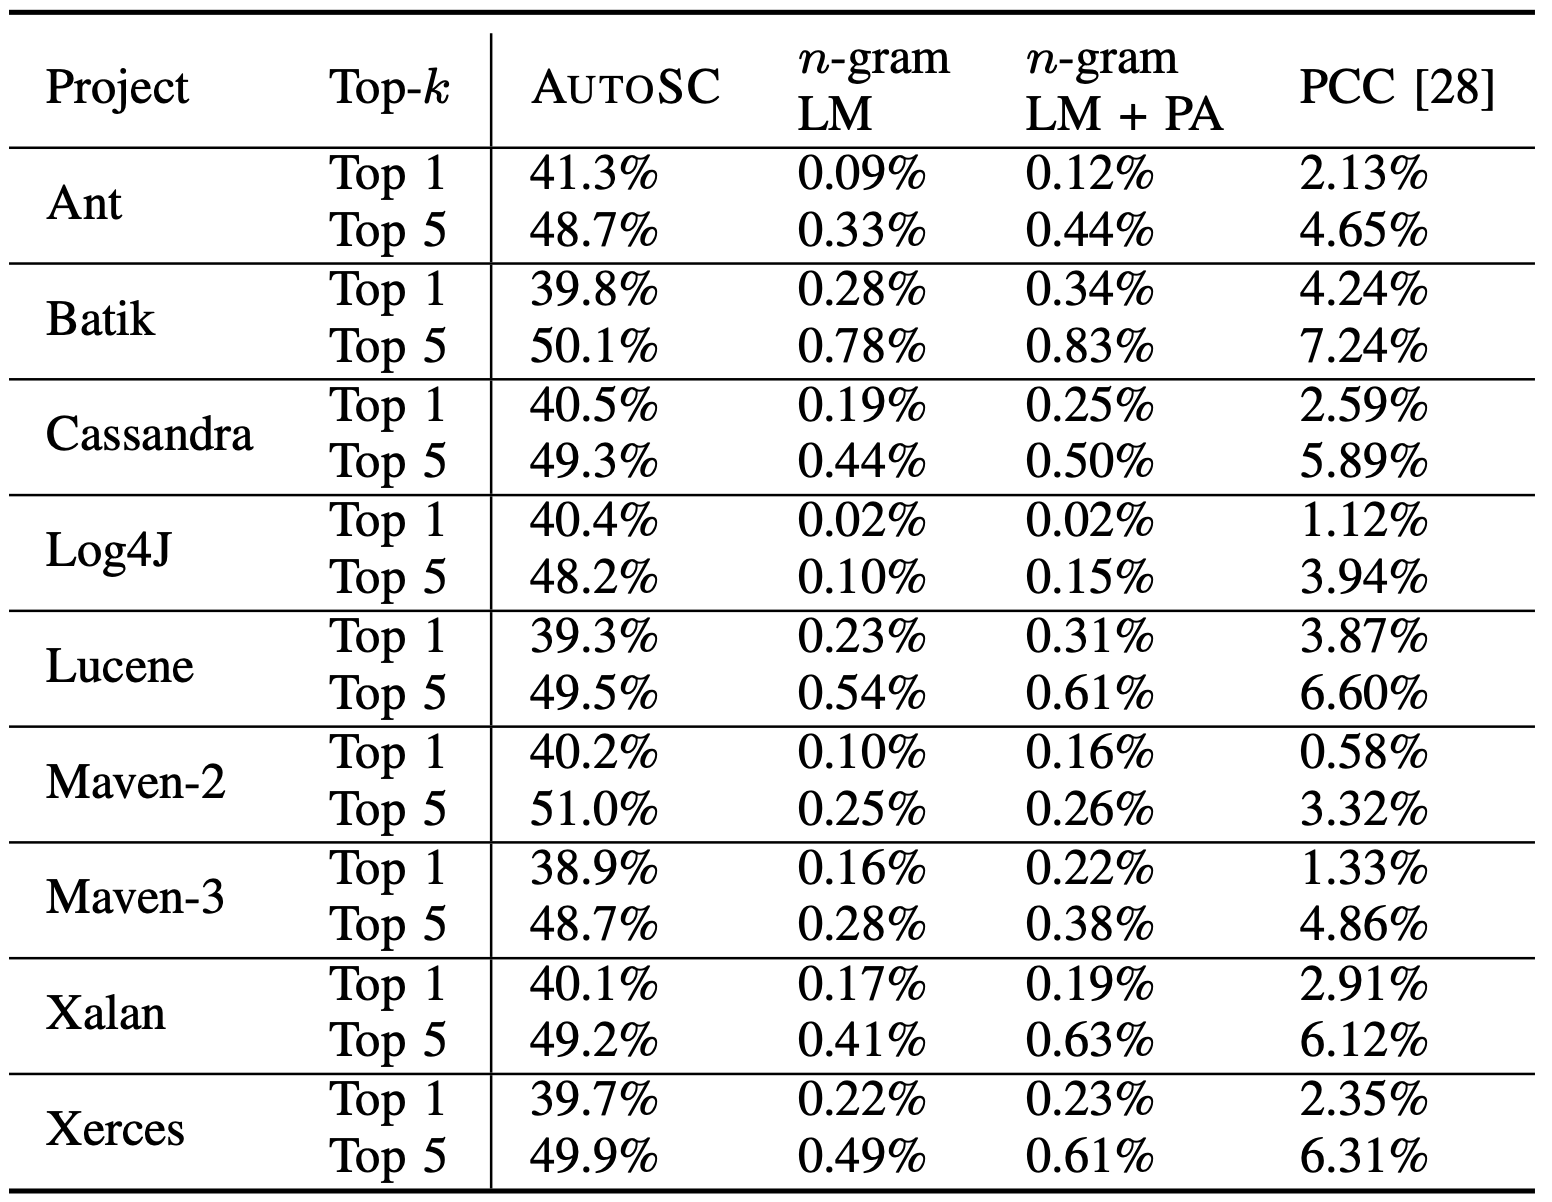 Project Top-k AUTOSC n-gram LM n-gram LM + PA PCC [28]
Ant Top 1 41.3% 0.09% 0.12% 2.13%
Top 5 48.7% 0.33% 0.44% 4.65%
Batik Top 1 39.8% 0.28% 0.34% 4.24%
Top 5 50.1% 0.78% 0.83% 7.24%
Cassandra Top 1 40.5% 0.19% 0.25% 2.59%
Top 5 49.3% 0.44% 0.50% 5.89%
Log4J Top 1 40.4% 0.02% 0.02% 1.12%
Top 5 48.2% 0.10% 0.15% 3.94%
Lucene Top 1 39.3% 0.23% 0.31% 3.87%
Top 5 49.5% 0.54% 0.61% 6.60%
Maven-2 Top 1 40.2% 0.10% 0.16% 0.58%
Top 5 51.0% 0.25% 0.26% 3.32%
Maven-3 Top 1 38.9% 0.16% 0.22% 1.33%
Top 5 48.7% 0.28% 0.38% 4.86%
Xalan Top 1 40.1% 0.17% 0.19% 2.91%
Top 5 49.2% 0.41% 0.63% 6.12%
Xerces Top 1 39.7% 0.22% 0.23% 2.35%
Top 5 49.9% 0.49% 0.61% 6.31%